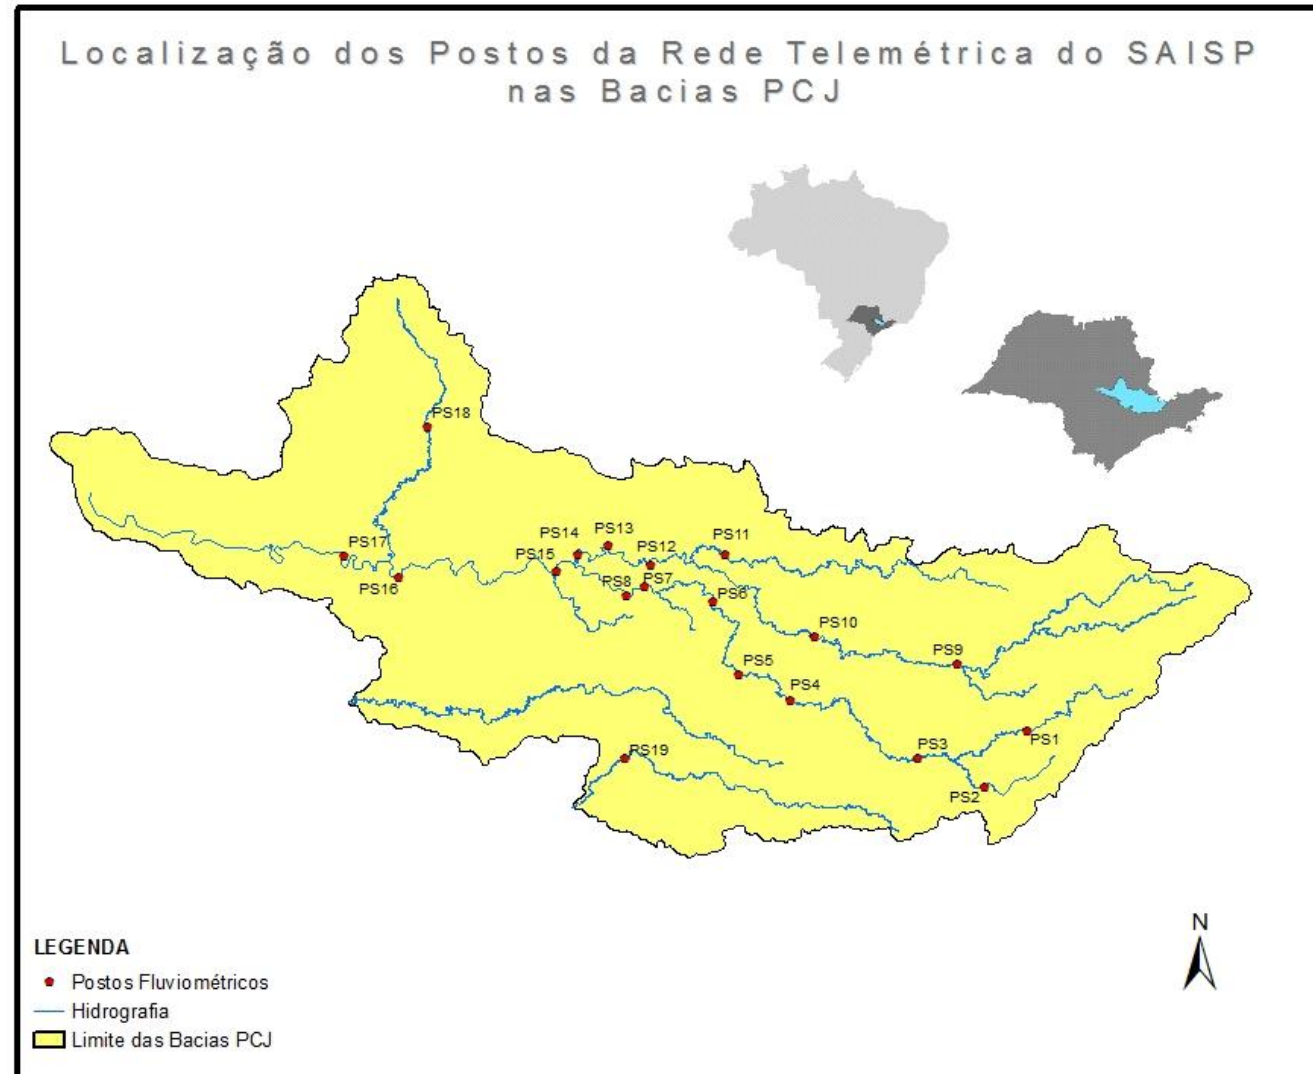 Localização dos Postos da Rede Telemétrica do SAISP
nas Bacias PCJ
PS18
PS17
PS16
PS15
PS14
PS13
PS12
PS11
PS8
PS7
PS6
PS10
PS9
PS5
PS4
PS3
PS1
PS2
PS19
N
LEGENDA
Postos Fluviométricos
Hidrografia
Limite das Bacias PCJ